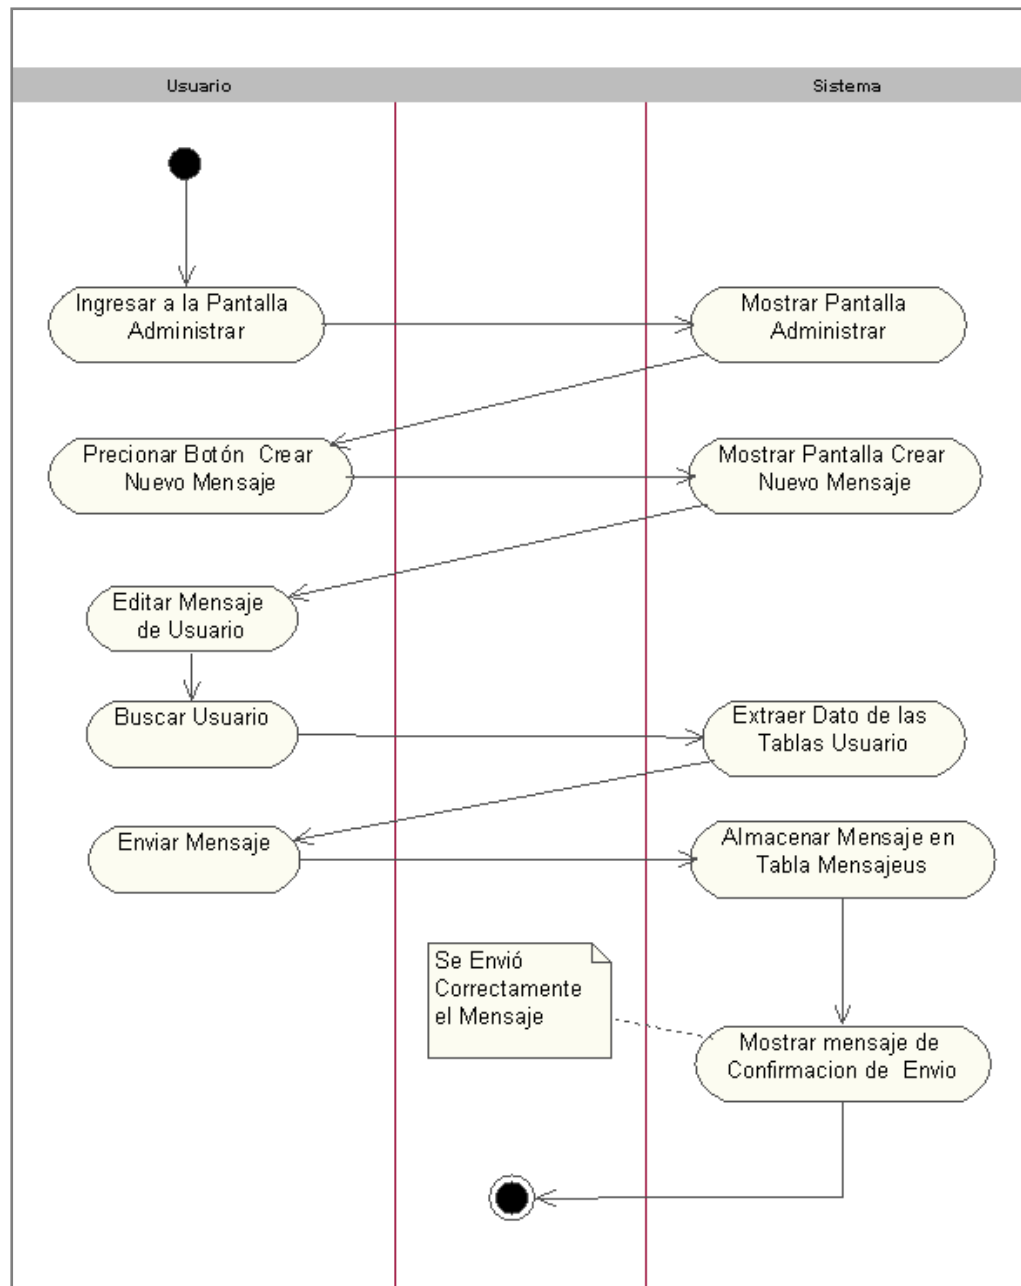 Usuario
Sistema
Ingresar a la Pantalla
Administrar
Mostrar Pantalla
Administrar
Precionar Botón  Crear
Nuevo Mensaje
Mostrar Pantalla Crear
Nuevo Mensaje
Editar Mensaje
de Usuario
Buscar Usuario
Extraer Dato de las
Tablas Usuario
Enviar Mensaje
Almacenar Mensaje en
Tabla Mensajeus
Se Envió
Correctamente
el Mensaje
Mostrar mensaje de
Confirmacion de  Envio